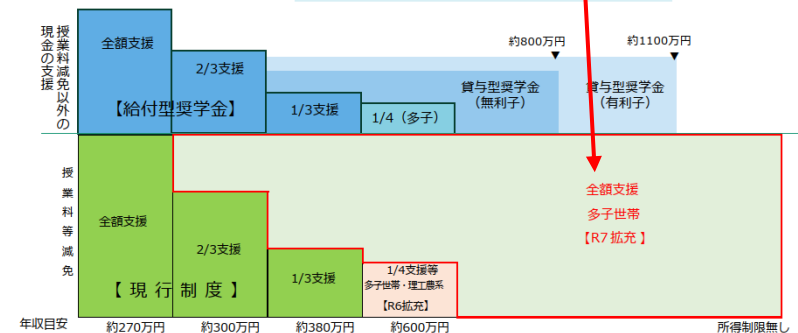 授業料減免以外の
現金の支援
全額支援
2/3支援
【給付型奨学金】
1/3支援
1/4（多子）
約800万円
▼
約1100万円
▼
貸与型奨学金
（無利子）
貸与型奨学金
（有利子）
授業料等減免
全額支援
2/3支援
【現行制度】
1/3支援
1/4支援等
多子世帯・理工農系
【R6拡充】
全額支援
多子世帯
【R7拡充 】
年収目安
約270万円
約300万円
約380万円
約600万円
所得制限無し